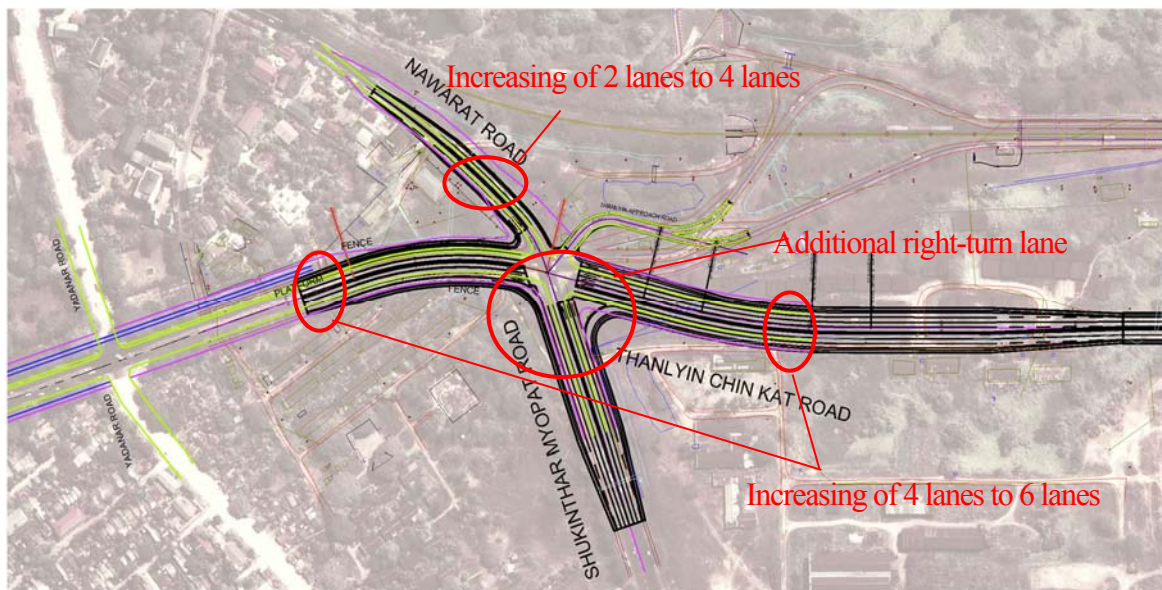 Increasing of 2 lanes to 4 lanes
NAWARAT ROAD
Additional right-turn lane
YADANAR ROAD
FENCE
PLATFORM
FENCE
THANLYIN CHIN KAT ROAD
YADANAR ROAD
SHUKINTHAR MYOPAT ROAD
Increasing of 4 lanes to 6 lanes